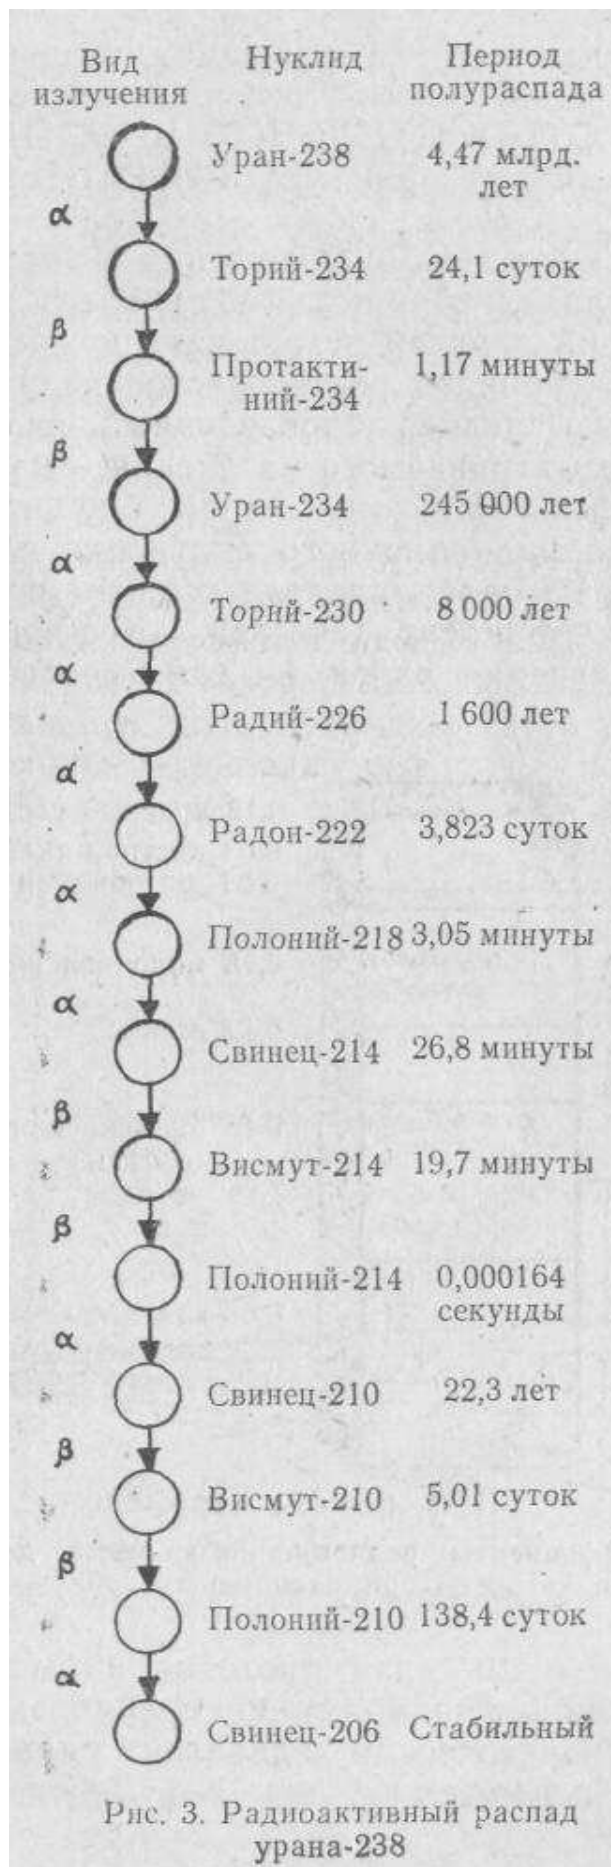 Вид
излучения
Нуклид
Период
полураспада
Уран-238
4,47 млрд.
лет
α
Торий-234
24,1 суток
β
Протакти-
ний-234
1,17 минуты
β
Уран-234
245 000 лет
α
Торий-230
8 000 лет
α
Радий-226
1 600 лет
α
Радон-222
3,823 суток
α
Полоний-218
3,05 минуты
α
Свинец-214
26,8 минуты
β
Висмут-214
19,7 минуты
β
Полоний-214
0,000164
секунды
α
Свинец-210
22,3 лет
β
Висмут-210
5,01 суток
β
Полоний-210
138,4 суток
α
Свинец-206
Стабильный
Рис. 3. Радиоактивный распад
урана-238